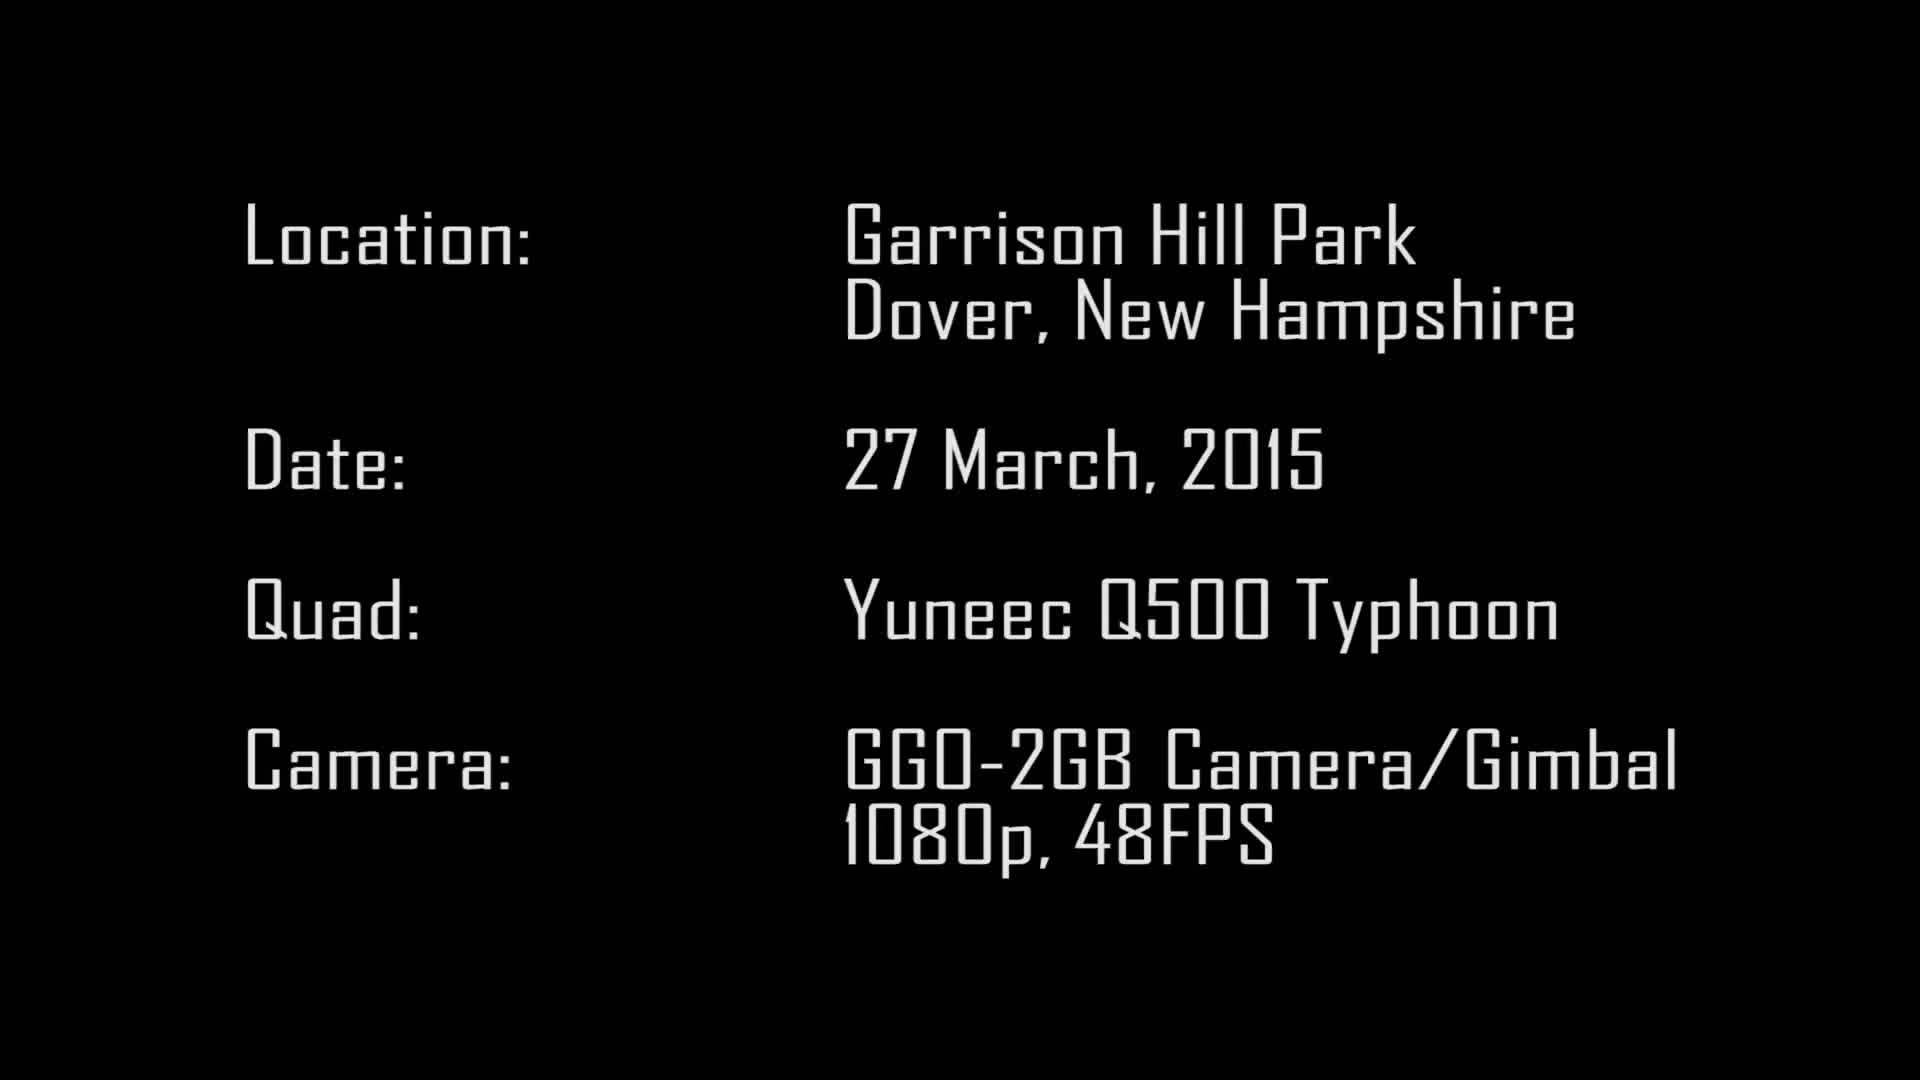 Location: Garrison Hill Park
Dover, New Hampshire
Date: 27 March, 2015
Quad: Yuneec Q500 Typhoon
Camera: GGO-2GB Camera/Gimbal
1080p, 48FPS